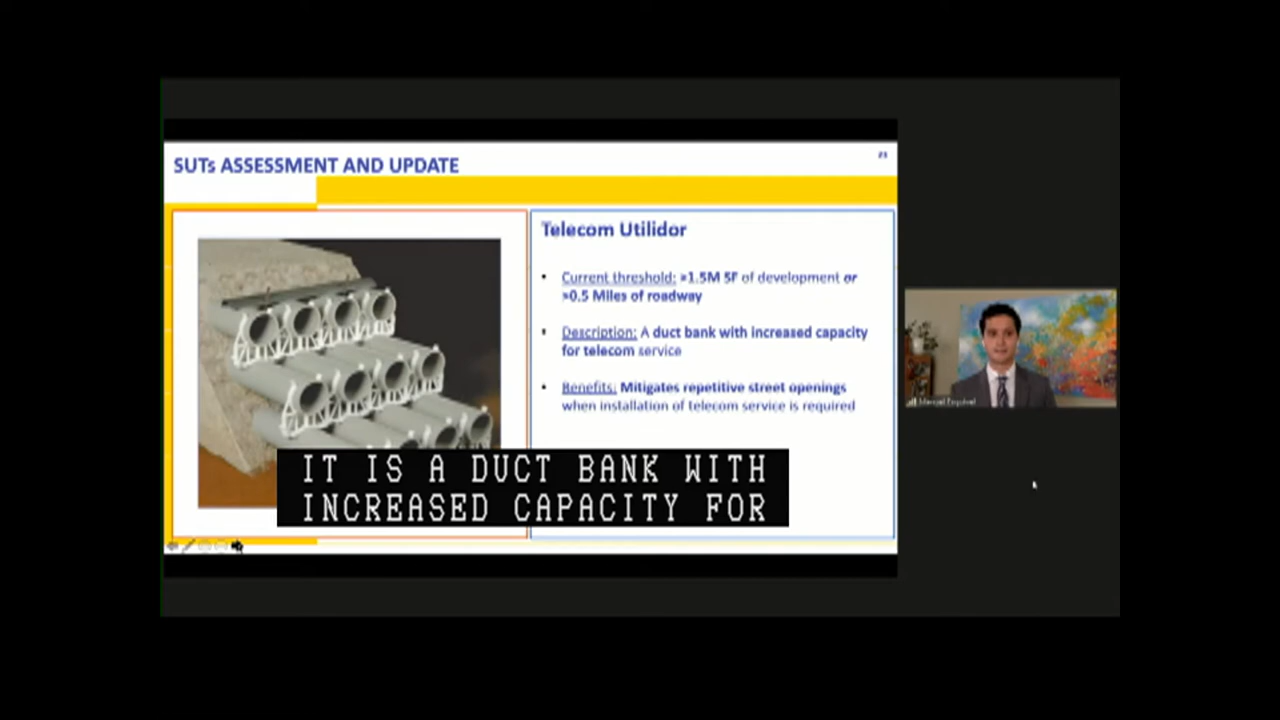 SUTs ASSESSMENT AND UPDATE
Telecom Utilidor
• Current threshold: >1.5M SF of development or
>0.5 Miles of roadway
• Description: A duct bank with increased capacity
for telecom service
• Benefits: Mitigates repetitive street openings
when installation of telecom service is required
IT IS A DUCT BANK WITH
INCREASED CAPACITY FOR
Manuel Esquivel